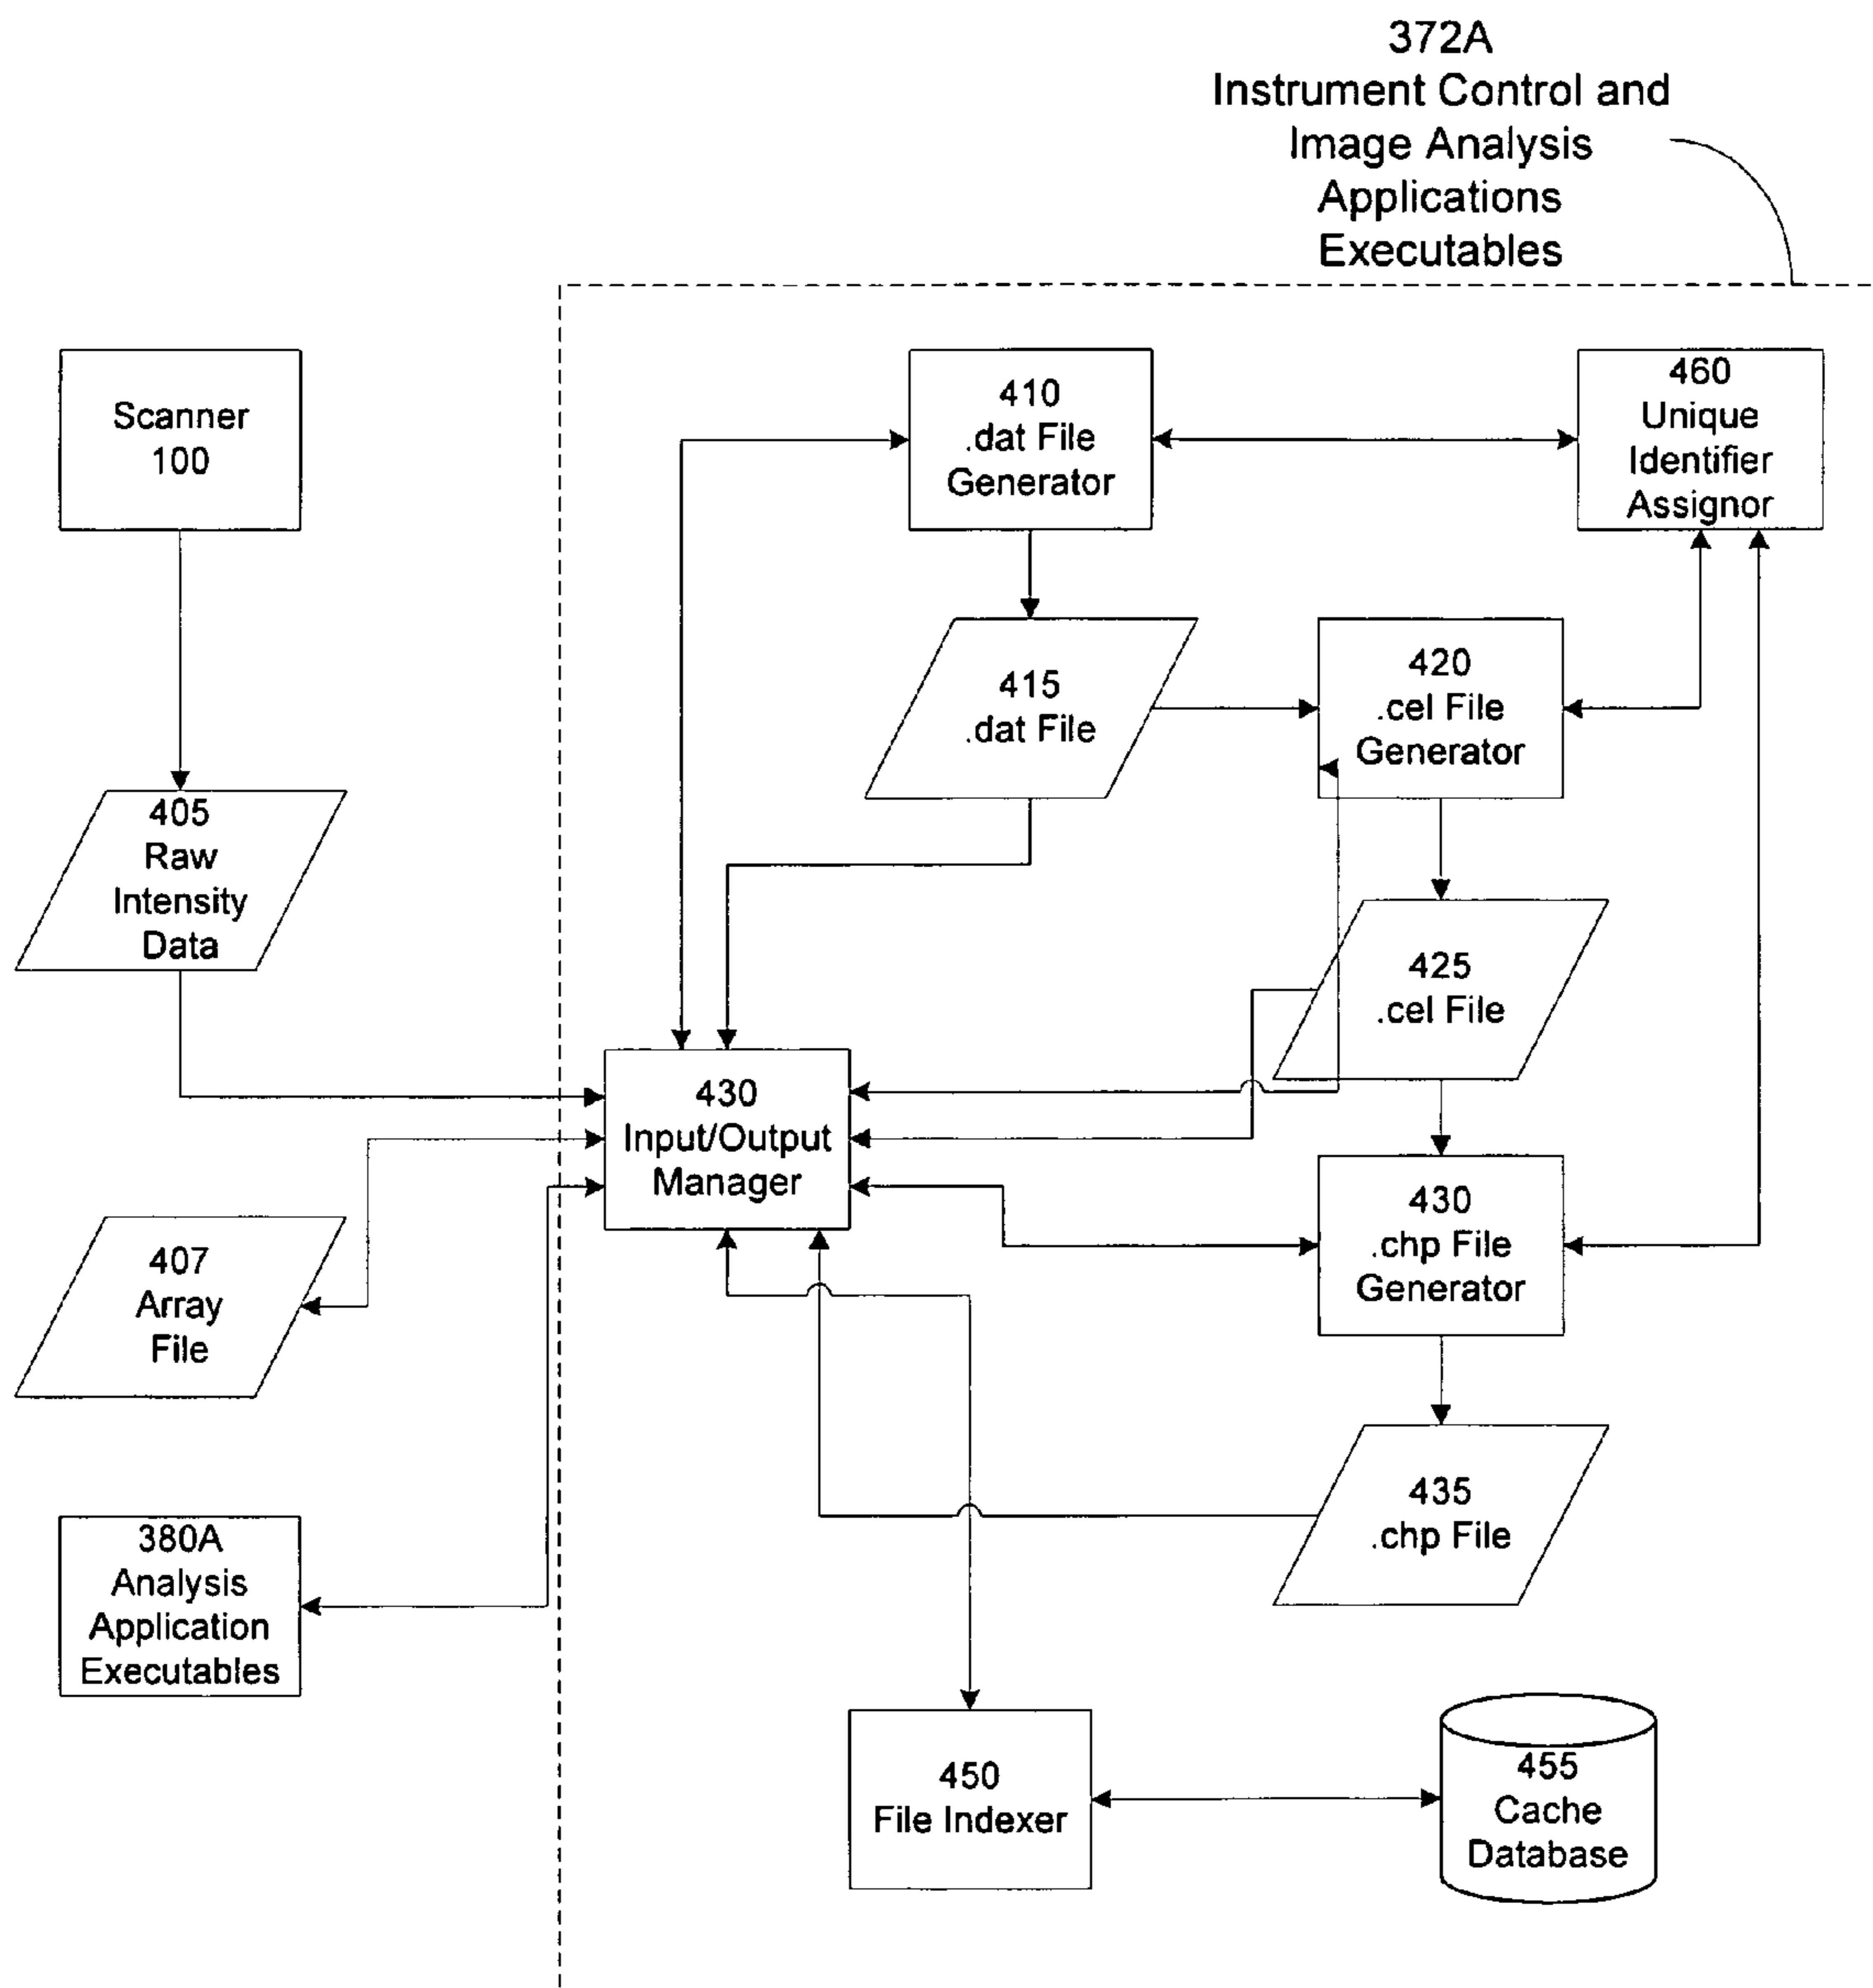 372A
Instrument Control and
Image Analysis
Applications
Executables
Scanner
100
410
.dat File
Generator
460
Unique
Identifier
Assignor
415
.dat File
420
.cel File
Generator
405
Raw
Intensity
Data
425
.cel File
430
Input/Output
Manager
407
Array
File
430
.chp File
Generator
435
.chp File
380A
Analysis
Application
Executables
450
File Indexer
455
Cache
Database